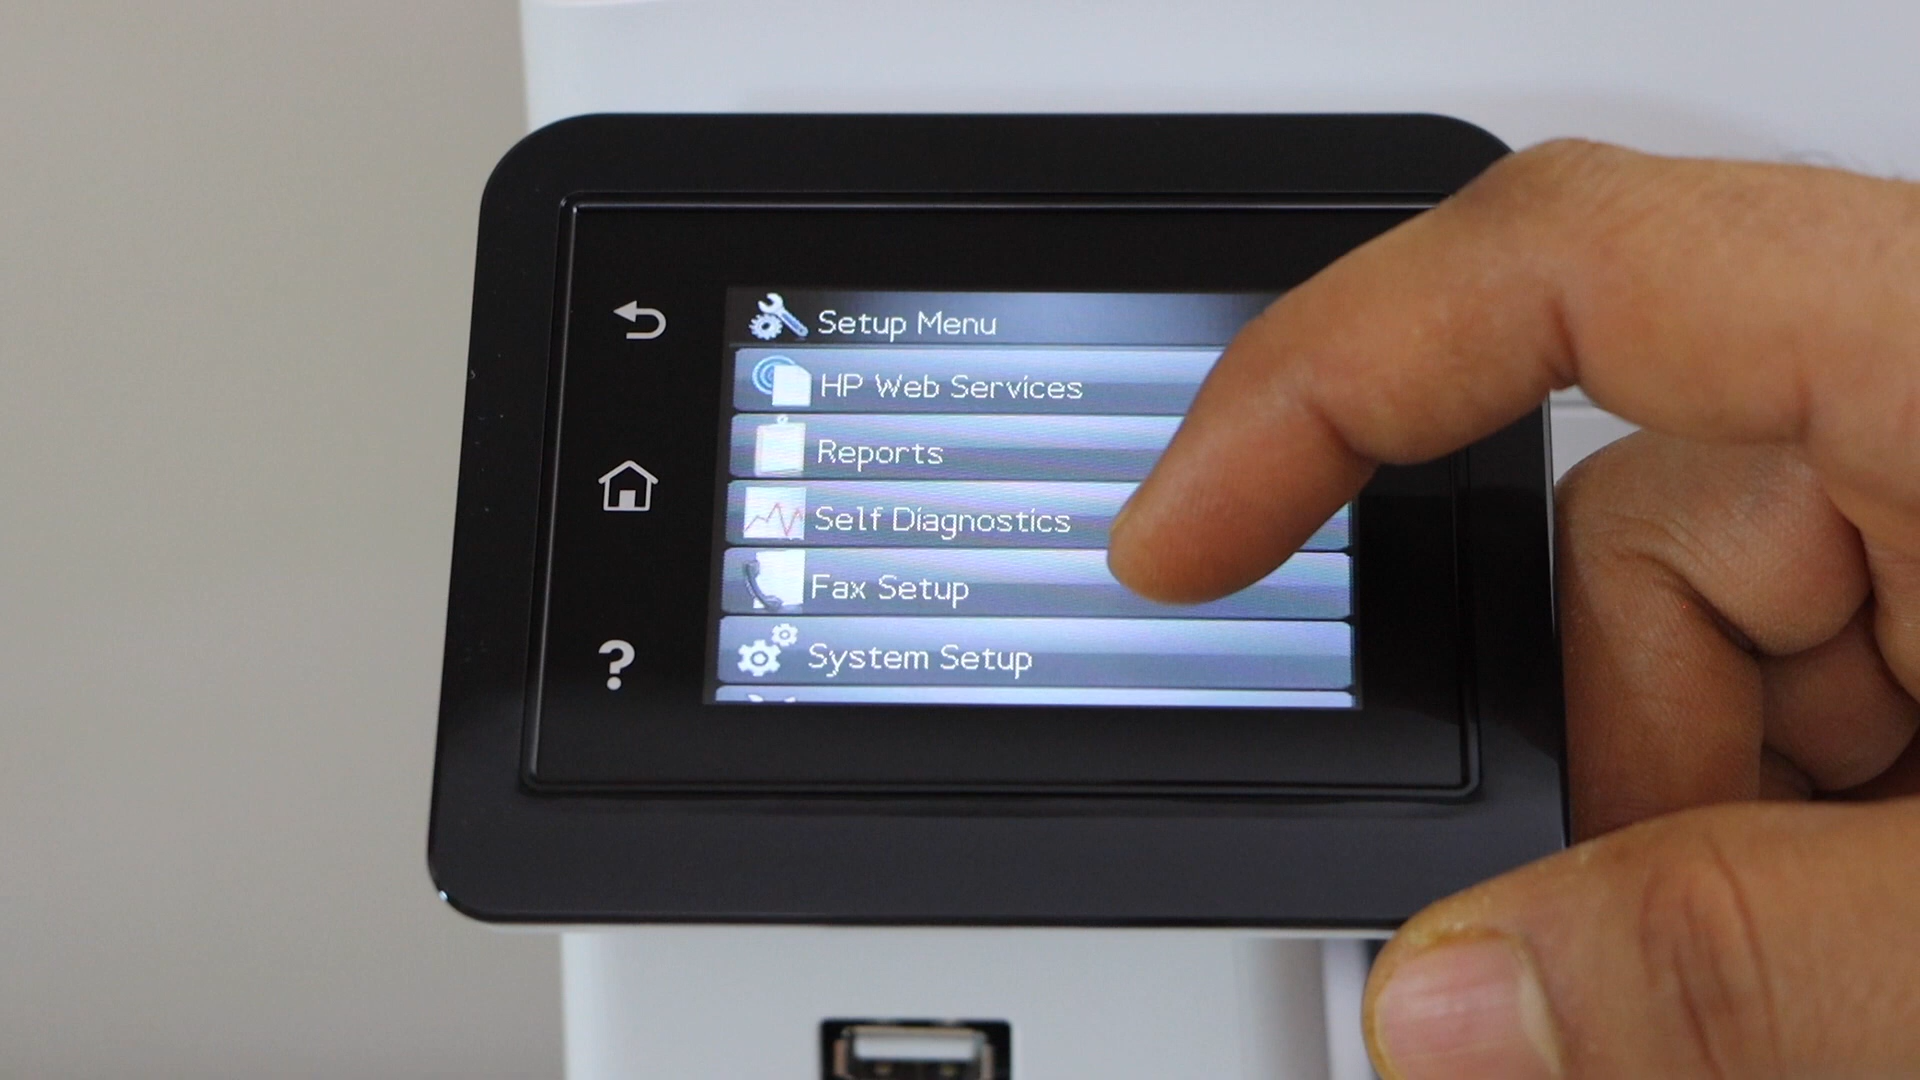 Setup Menu
HP Web Services
Reports
Self Diagnostics
Fax Setup
System Setup
?